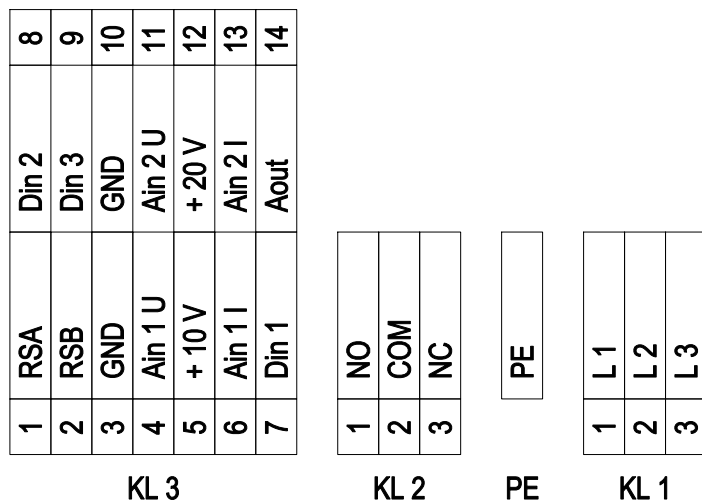 8 9 10 11 12 13 14
Din 2 Din 3 GND Ain 2 U + 20 V Ain 2 I Aout
RSA RSB GND Ain 1 U + 10 V Ain 1 I Din 1
1 2 3 4 5 6 7
KL 3
NO COM NC
1 2 3
KL 2
PE
PE
L 1 L 2 L 3
1 2 3
KL 1